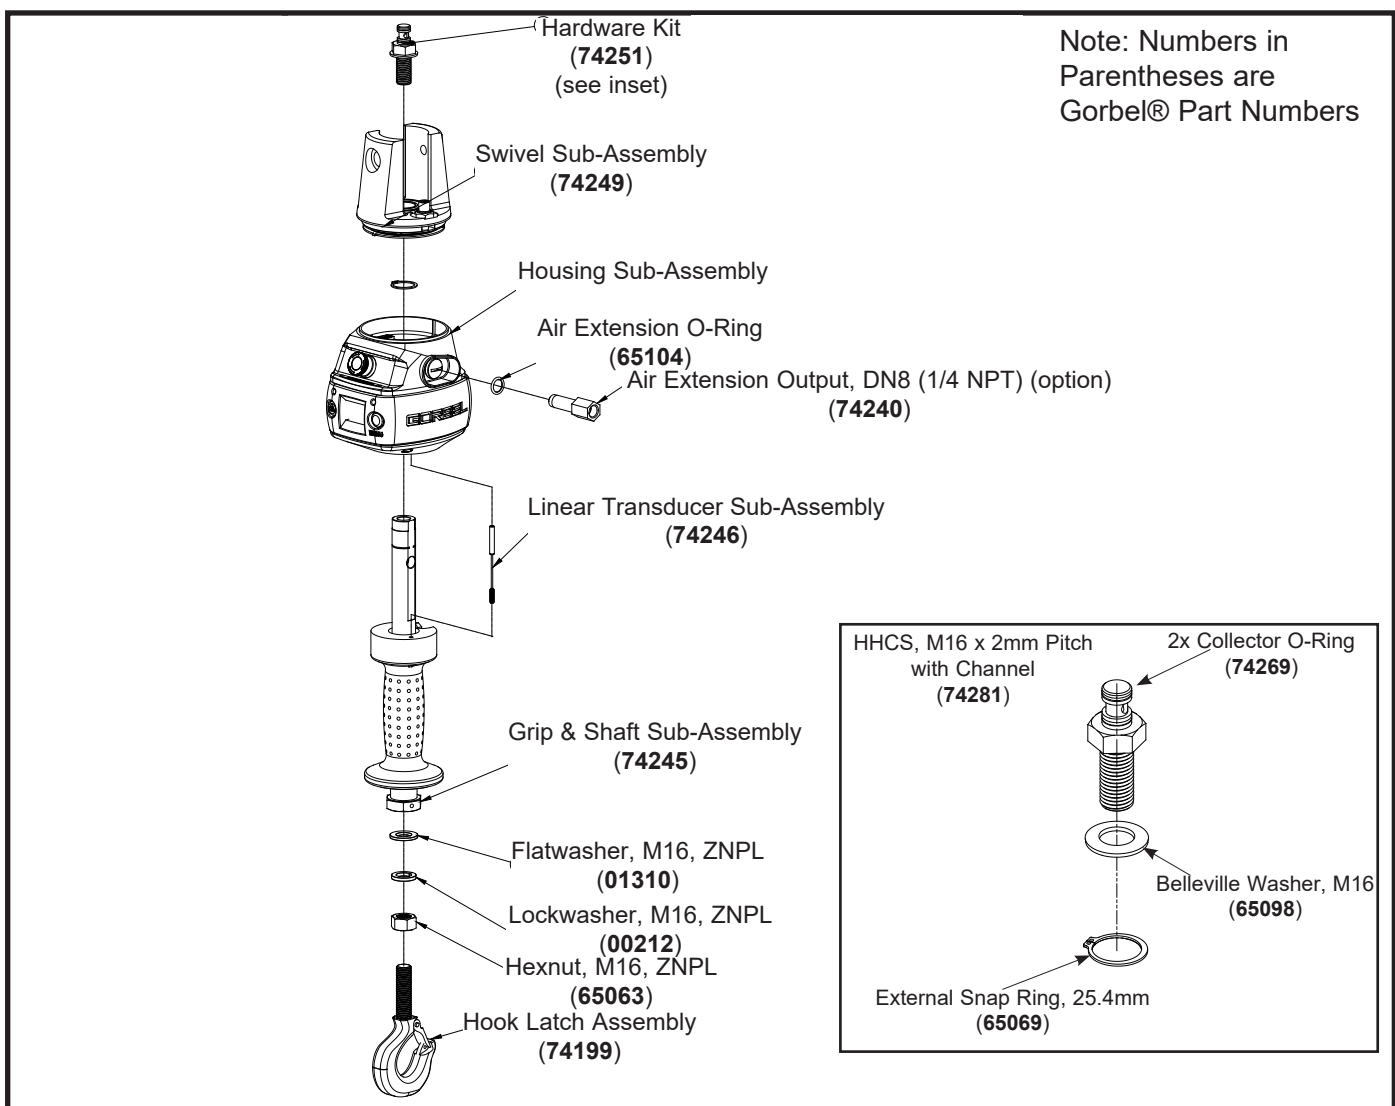 Hardware Kit
(74251)
(see inset)
Note: Numbers in
Parentheses are
Gorbel® Part Numbers
Swivel Sub-Assembly
(74249)
Housing Sub-Assembly
Air Extension O-Ring
(65104)
Air Extension Output, DN8 (1/4 NPT) (option)
(74240)
GORBEL
Linear Transducer Sub-Assembly
(74246)
Grip & Shaft Sub-Assembly
(74245)
Flatwasher, M16, ZNPL
(01310)
Lockwasher, M16, ZNPL
(00212)
Hexnut, M16, ZNPL
(65063)
Hook Latch Assembly
(74199)
HHCS, M16 x 2mm Pitch
with Channel
(74281)
2x Collector O-Ring
(74269)
Belleville Washer, M16
(65098)
External Snap Ring, 25.4mm
(65069)